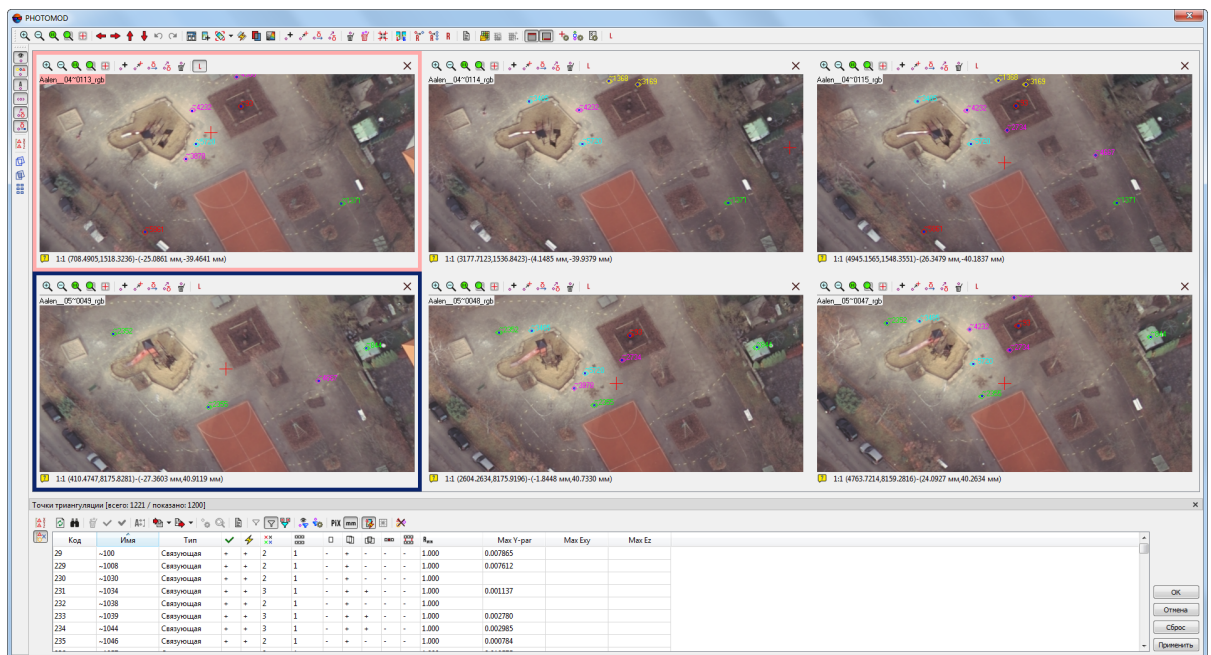 PHOTOMOD
R
L
L
L
L
Aalen__04~0113_rgb
Aalen__04~0114_rgb
Aalen__04~0115_rgb
~4232
~3978
~4232
~3169
~4232
~3169
1:1 (708.4905,1518.3236)-(-25.0861 мм,-39.4641 мм)
1:1 (3177.7123,1536.8423)-(4.1485 мм,-39.9379 мм)
1:1 (4945.1565,1548.3551)-(26.3479 мм,-40.1837 мм)
L
L
L
Aalen__05~0049_rgb
Aalen__05~0048_rgb
Aalen__05~0047_rgb
1:1 (410.4747,8175.8281)-(-27.3603 мм,40.9119 мм)
1:1 (2604.2634,8175.9196)-(-1.8448 мм,40.7330 мм)
1:1 (4763.7214,8159.2816)-(24.0927 мм,40.2634 мм)
Точки триангуляции [всего: 1221 / показано: 1200]
PIX mm
Код Имя Тип Max Y-par Max Exy Max Ez
29 ~100 Связующая + + 2 1 - + - - - 1.000 0.007865
229 ~1008 Связующая + + 2 1 - + - - - 1.000 0.007612
230 ~1030 Связующая + + 2 1 - + - - - 1.000
231 ~1034 Связующая + + 3 1 - + + - - 1.000 0.001137
232 ~1038 Связующая + + 2 1 - + - - - 1.000
233 ~1039 Связующая + + 3 1 - + + - - 1.000 0.002780
234 ~1044 Связующая + + 3 1 - + + - - 1.000 0.002985
235 ~1046 Связующая + + 2 1 - + - - - 1.000 0.000784
OK
Отмена
Сброс
Применить